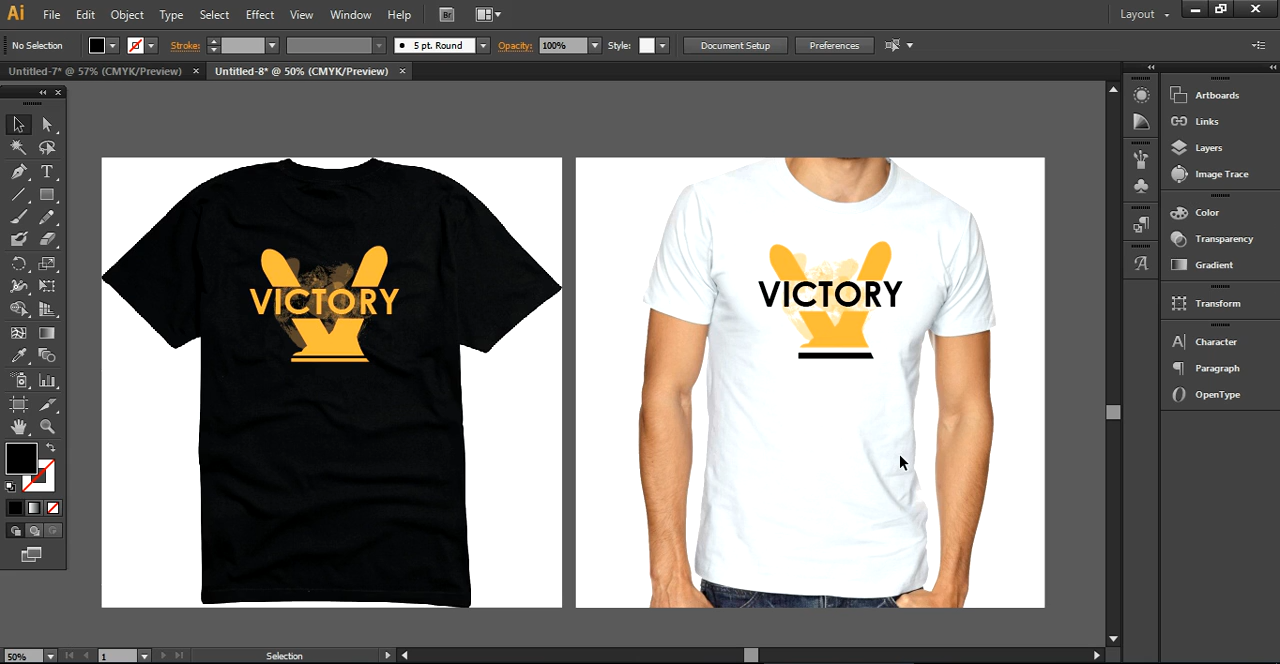 Ai File Edit Object Type Select Effect View Window Help Br Layout
No Selection Stroke: 5 pt. Round Opacity: 100% Style: Document Setup Preferences
Untitled-7* @ 57% (CMYK/Preview) × Untitled-8* @ 50% (CMYK/Preview) ×
Artboards
Links
Layers
Image Trace
Color
Transparency
Gradient
Transform
Character
Paragraph
OpenType
VICTORY
VICTORY
50% 1 Selection